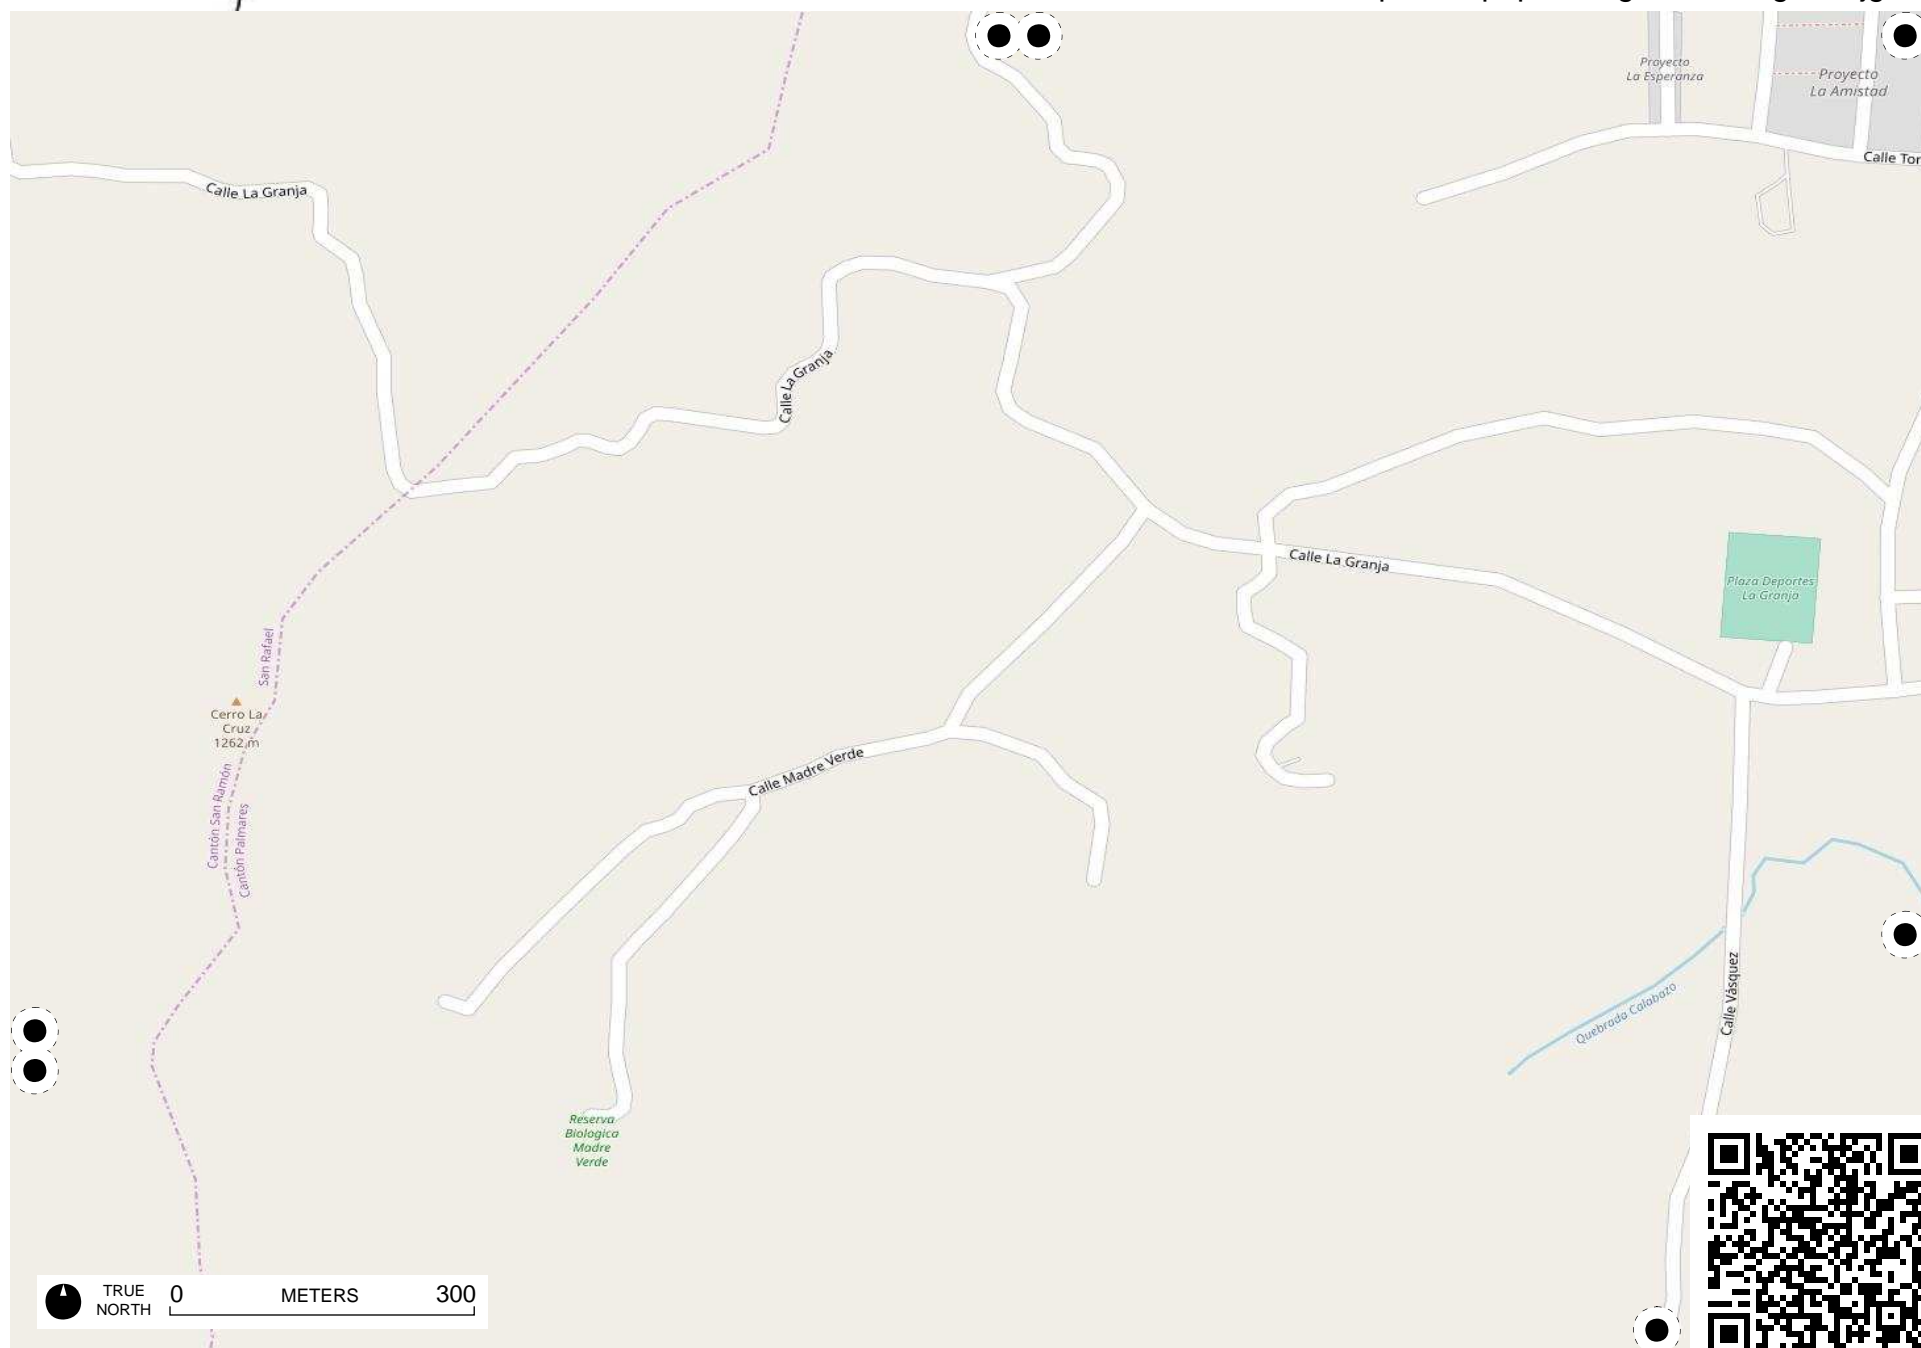 Proyecto
La Esperanza
Proyecto
La Amistad
Calle La Granja
Calle La Granja
Calle La Granja
Plaza Deportes
La Granja
San Rafael
Cerro La
Cruz
1262 m
Cantón San Ramón
Cantón Palmares
Calle Madre Verde
Calle Vásquez
Quebrada Calabazo
Reserva
Biologica
Madre
Verde
TRUE
NORTH
0 METERS 300